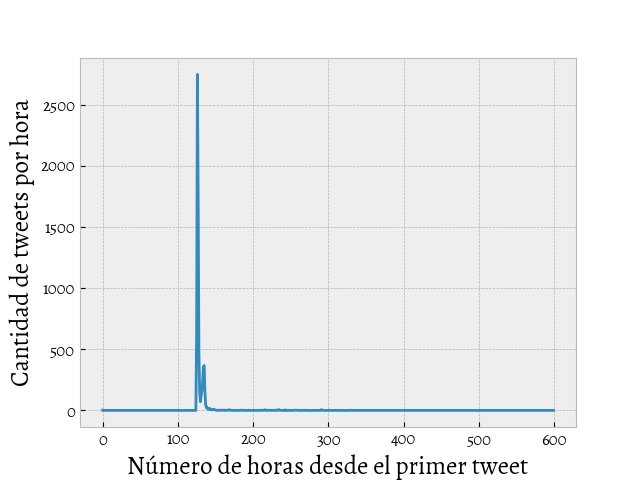 Cantidad de tweets por hora
2500
2000
1500
1000
500
0
0 100 200 300 400 500 600
Número de horas desde el primer tweet